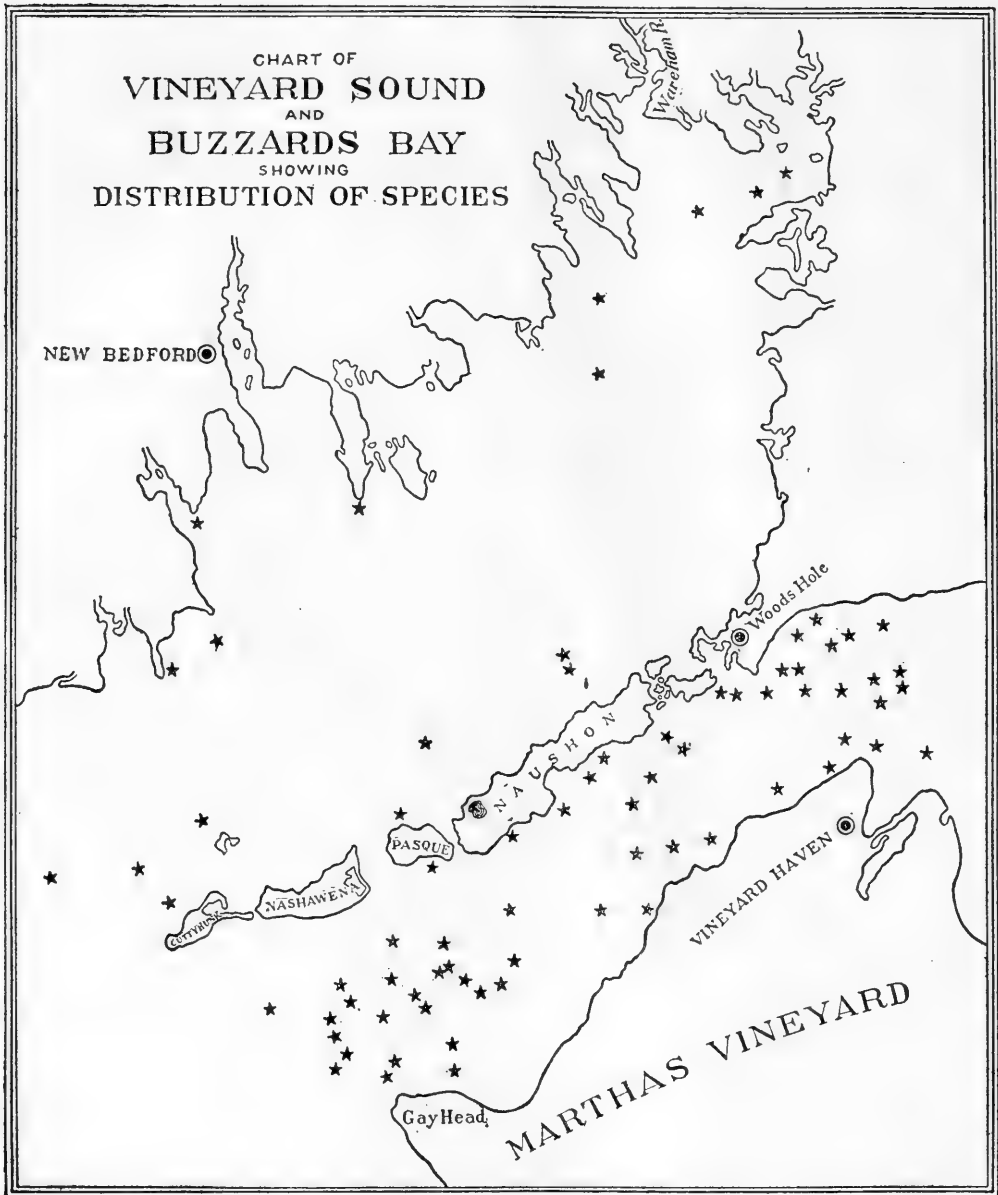 CHART OF
VINEYARD SOUND
AND
BUZZARDS BAY
SHOWING
DISTRIBUTION OF SPECIES
Wareham R.
NEW BEDFORD
Woods Hole
NAUSHON
PASQUE
NASHAWENA
CUTTYHUNK
VINEYARD HAVEN
MARTHAS VINEYARD
Gay Head